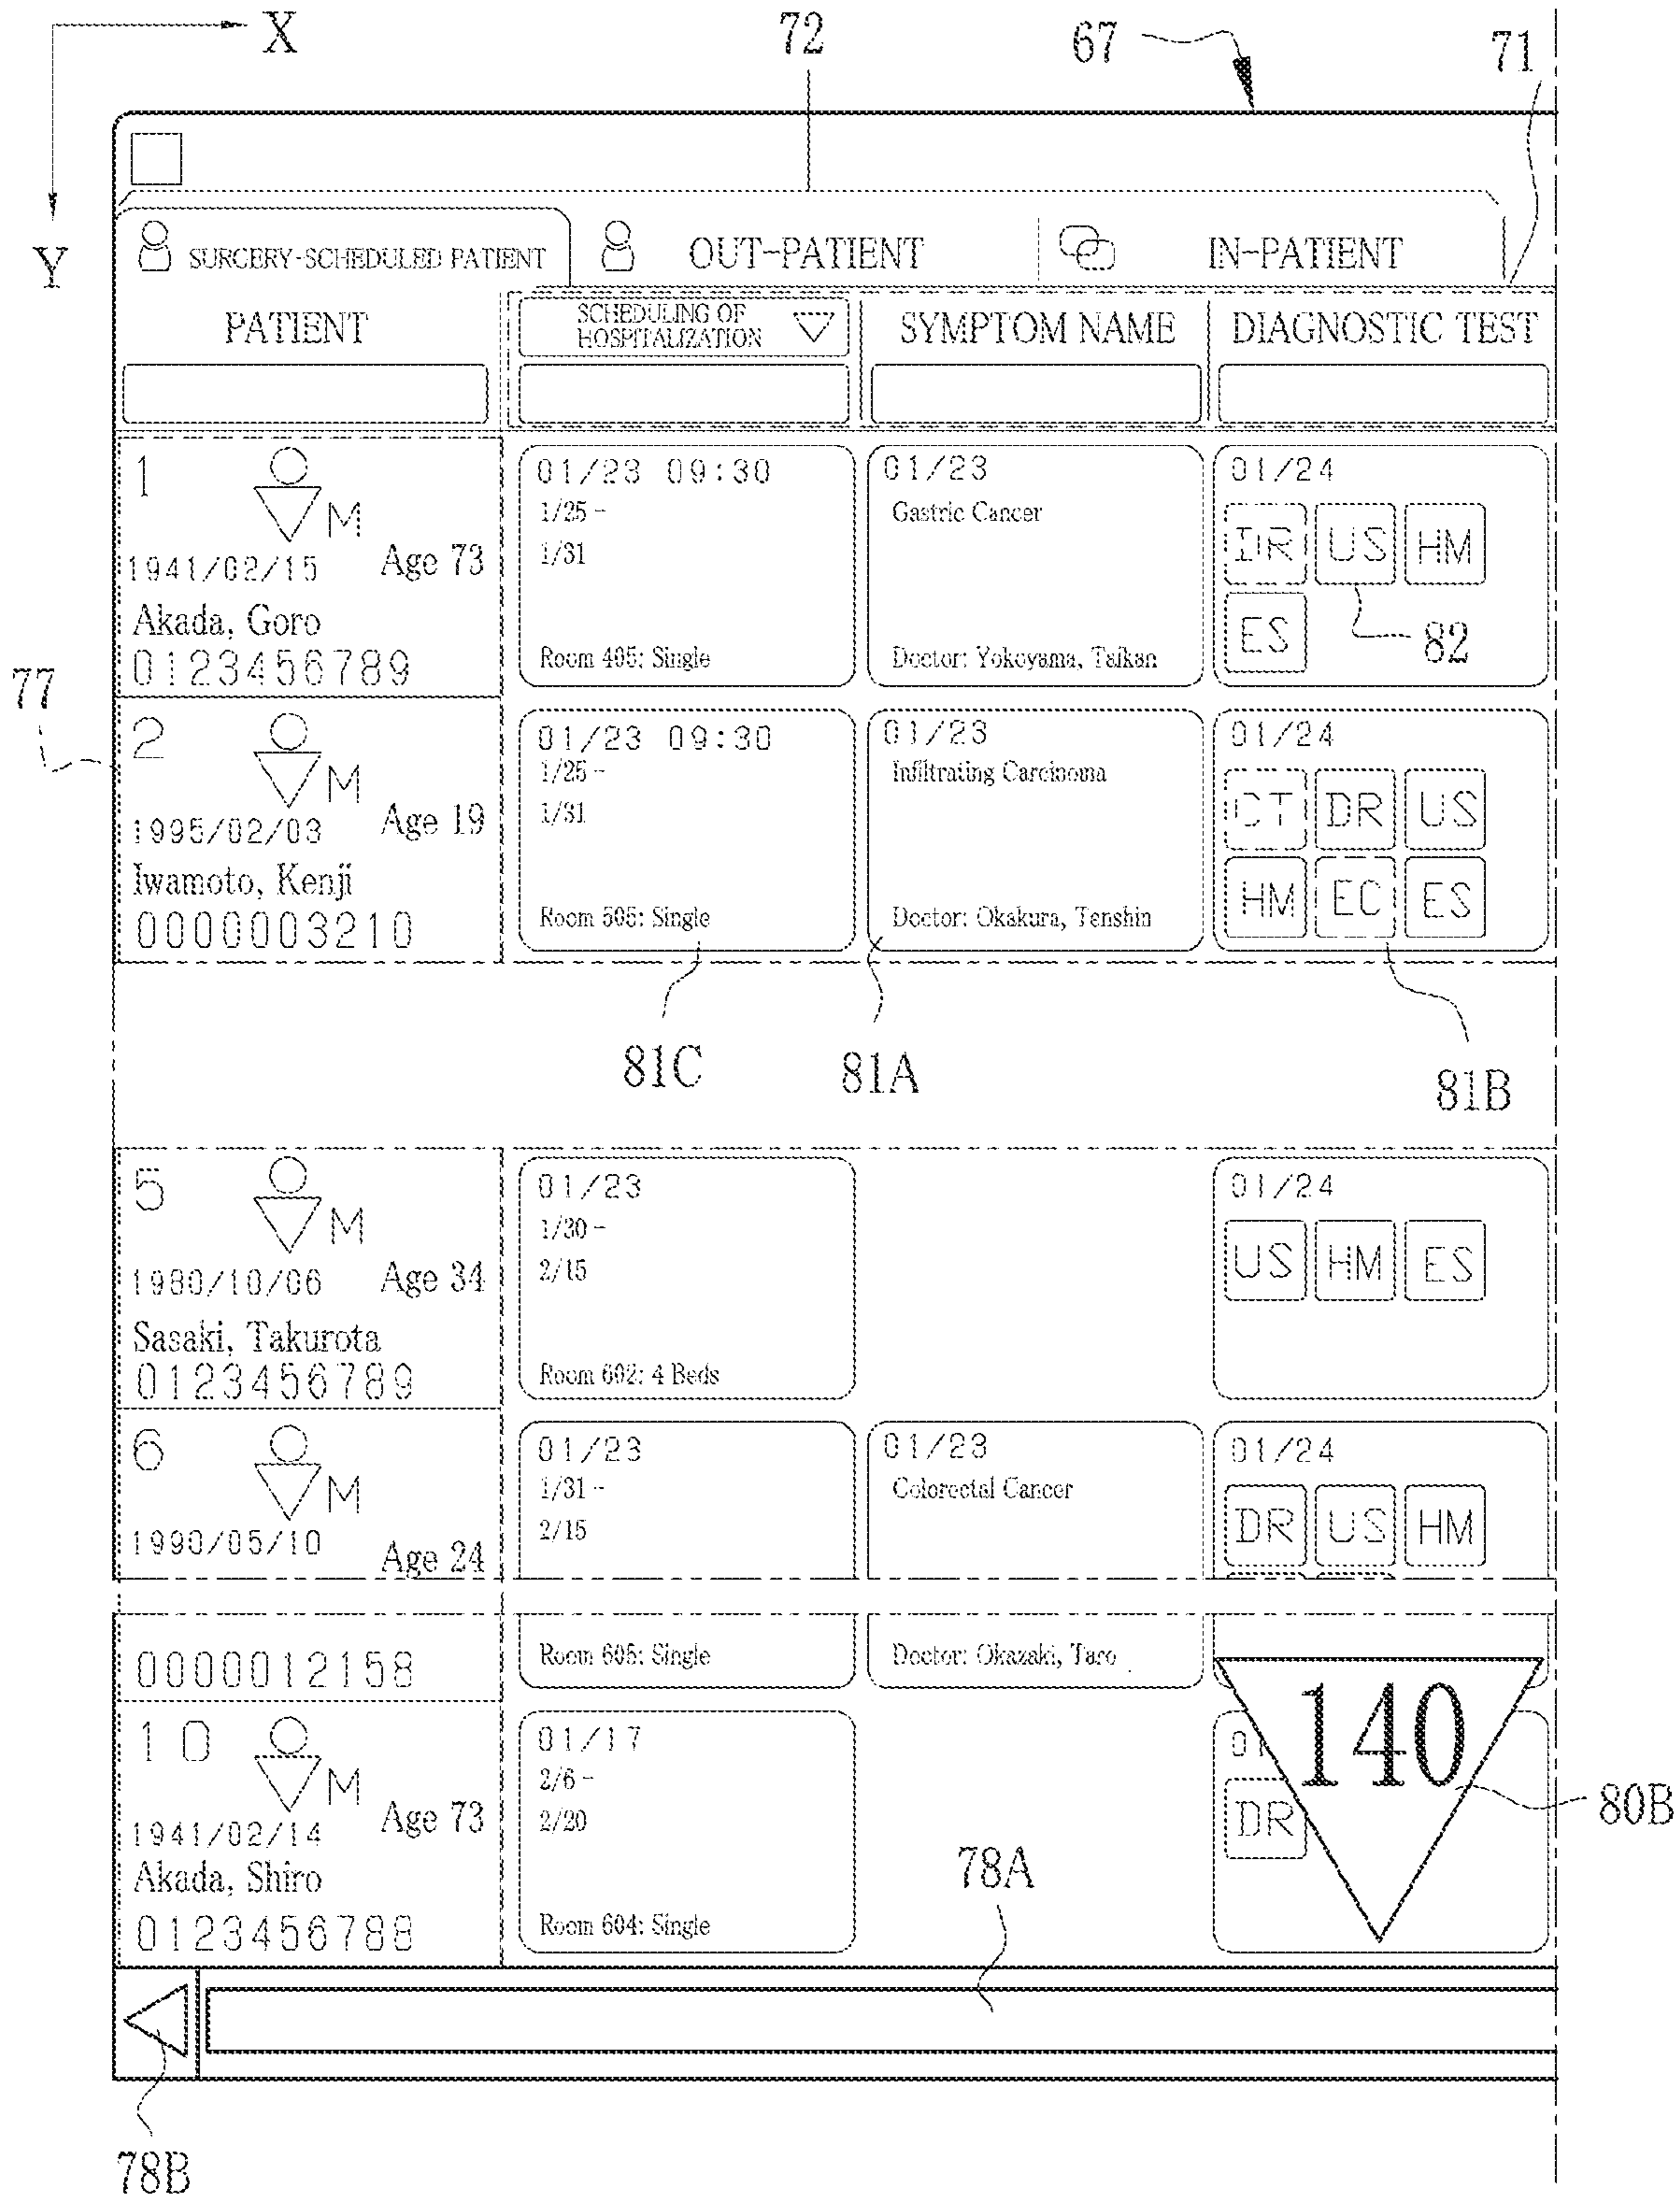 X
72
67
71
Y
SURGERY-SCHEDULED PATIENT
OUT-PATIENT
IN-PATIENT
PATIENT
SCHEDULING OF
HOSPITALIZATION
SYMPTOM NAME
DIAGNOSTIC TEST
1
M
1941/02/15
Age 73
Akada, Goro
0123456789
01/23 09:30
1/25 -
1/31
Room 405: Single
01/23
Gastric Cancer
Doctor: Yokoyama, Taikan
01/24
DR US HM
ES
82
77
2
M
1995/02/03
Age 19
Iwamoto, Kenji
0000003210
01/23 09:30
1/25 -
1/31
Room 505: Single
01/23
Infiltrating Carcinoma
Doctor: Okakura, Tenshin
01/24
CT DR US
HM EC ES
81C
81A
81B
5
M
1980/10/06
Age 34
Sasaki, Takurota
0123456789
01/23
1/30 -
2/15
Room 602: 4 Beds
01/24
US HM ES
6
M
1990/05/10
Age 24
01/23
1/31 -
2/15
01/23
Colorectal Cancer
01/24
DR US HM
0000012158
Room 605: Single
Doctor: Okazaki, Taro
10
M
1941/02/14
Age 73
Akada, Shiro
0123456788
01/17
2/6 -
2/20
Room 604: Single
DR
140
80B
78A
78B